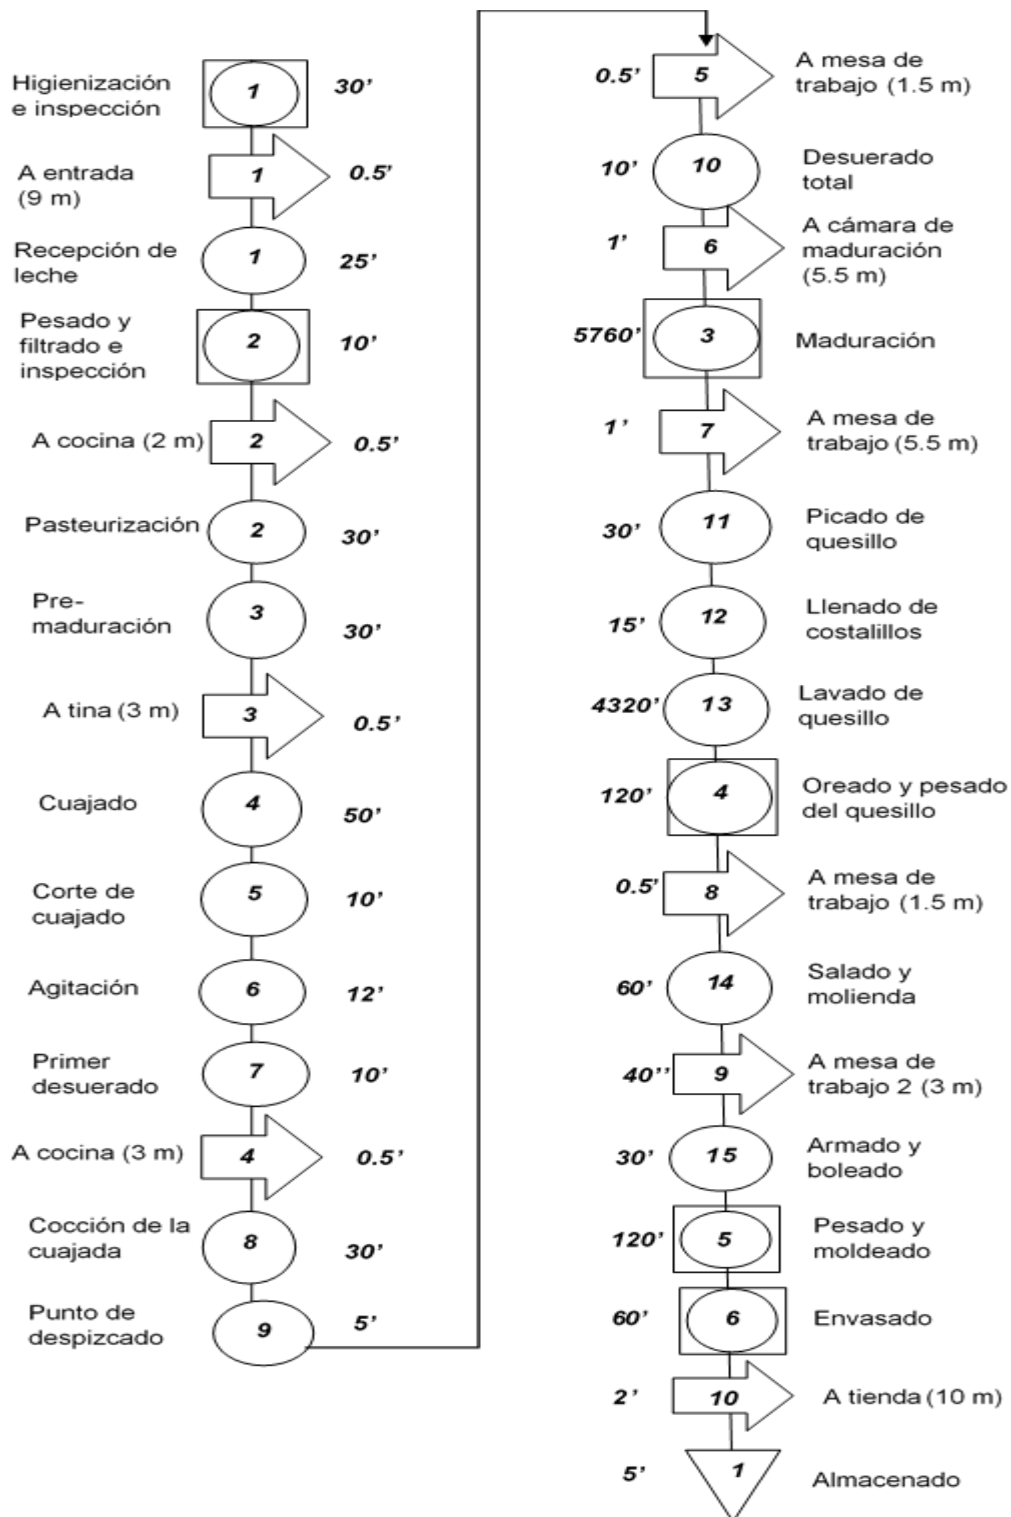 Higienización
e inspección
1
30’
A entrada
(9 m)
1
0.5’
Recepción de
leche
1
25’
Pesado y
filtrado e
inspección
2
10’
A cocina (2 m)
2
0.5’
Pasteurización
2
30’
Pre-
maduración
3
30’
A tina (3 m)
3
0.5’
Cuajado
4
50’
Corte de
cuajado
5
10’
Agitación
6
12’
Primer
desuerado
7
10’
A cocina (3 m)
4
0.5’
Cocción de la
cuajada
8
30’
Punto de
despizcado
9
5’
0.5’
5
A mesa de
trabajo (1.5 m)
10’
10
Desuerado
total
1’
6
A cámara de
maduración
(5.5 m)
5760’
3
Maduración
1’
7
A mesa de
trabajo (5.5 m)
30’
11
Picado de
quesillo
15’
12
Llenado de
costalillos
4320’
13
Lavado de
quesillo
120’
4
Oreado y pesado
del quesillo
0.5’
8
A mesa de
trabajo (1.5 m)
60’
14
Salado y
molienda
40’’
9
A mesa de
trabajo 2 (3 m)
30’
15
Armado y
boleado
120’
5
Pesado y
moldeado
60’
6
Envasado
2’
10
A tienda (10 m)
5’
1
Almacenado